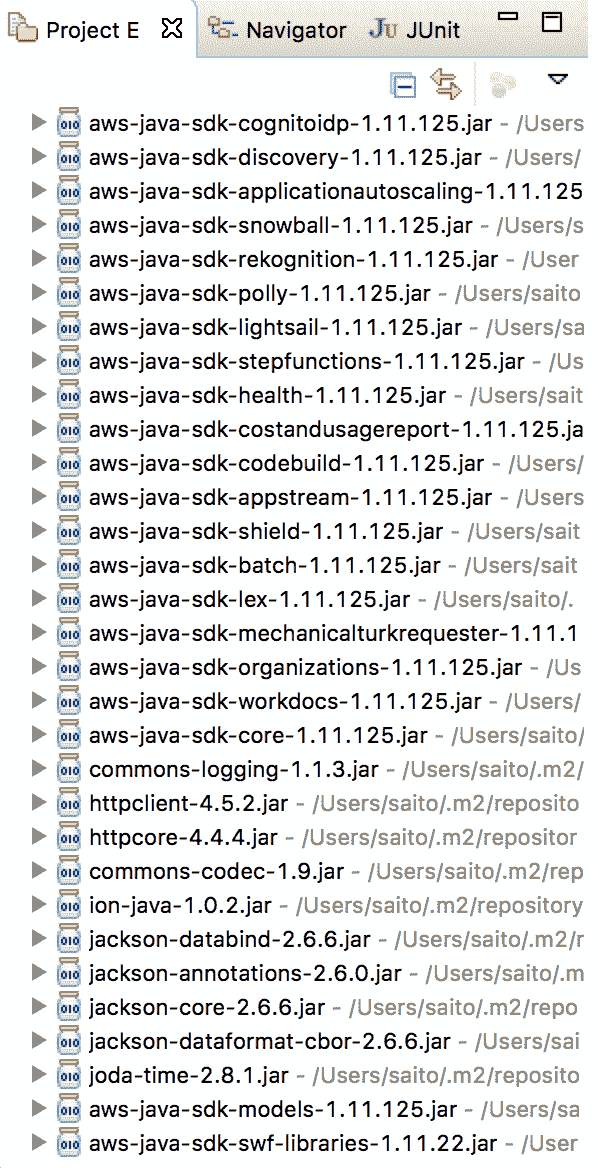 Project E Navigator JUnit
aws-java-sdk-cognitoidp-1.11.125.jar - /Users
aws-java-sdk-discovery-1.11.125.jar - /Users/
aws-java-sdk-applicationautoscaling-1.11.125
aws-java-sdk-snowball-1.11.125.jar - /Users/s
aws-java-sdk-rekognition-1.11.125.jar - /User
aws-java-sdk-polly-1.11.125.jar - /Users/saito
aws-java-sdk-lightsail-1.11.125.jar - /Users/sa
aws-java-sdk-stepfunctions-1.11.125.jar - /Us
aws-java-sdk-health-1.11.125.jar - /Users/sait
aws-java-sdk-costandusagereport-1.11.125.ja
aws-java-sdk-codebuild-1.11.125.jar - /Users/
aws-java-sdk-appstream-1.11.125.jar - /Users
aws-java-sdk-shield-1.11.125.jar - /Users/sait
aws-java-sdk-batch-1.11.125.jar - /Users/sait
aws-java-sdk-lex-1.11.125.jar - /Users/saito/.
aws-java-sdk-mechanicalturkrequester-1.11.1
aws-java-sdk-organizations-1.11.125.jar - /Us
aws-java-sdk-workdocs-1.11.125.jar - /Users/
aws-java-sdk-core-1.11.125.jar - /Users/saito/
commons-logging-1.1.3.jar - /Users/saito/.m2/
httpclient-4.5.2.jar - /Users/saito/.m2/reposito
httpcore-4.4.4.jar - /Users/saito/.m2/repositor
commons-codec-1.9.jar - /Users/saito/.m2/rep
ion-java-1.0.2.jar - /Users/saito/.m2/repository
jackson-databind-2.6.6.jar - /Users/saito/.m2/r
jackson-annotations-2.6.0.jar - /Users/saito/.m
jackson-core-2.6.6.jar - /Users/saito/.m2/repo
jackson-dataformat-cbor-2.6.6.jar - /Users/sai
joda-time-2.8.1.jar - /Users/saito/.m2/reposito
aws-java-sdk-models-1.11.125.jar - /Users/sa
aws-java-sdk-swf-libraries-1.11.22.jar - /User